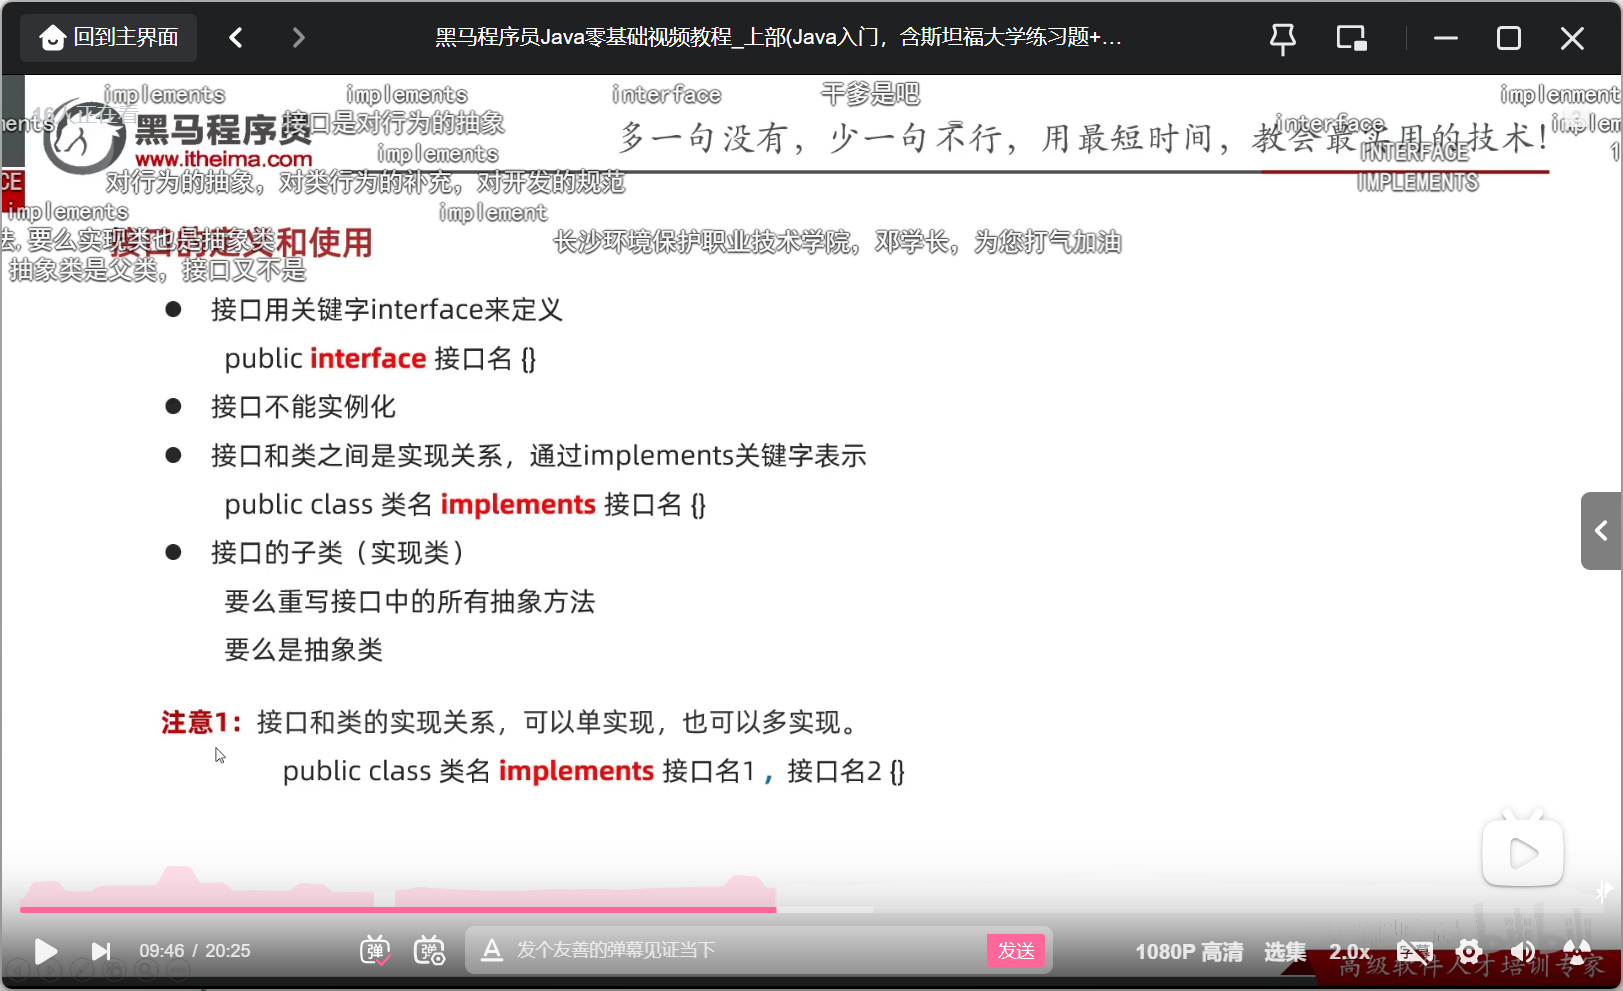 回到主界面
黑马程序员Java零基础视频教程_上部(Java入门，含斯坦福大学练习题+...
implements
implements
interface
干爹是吧
implenment
黑马程序员
接口是对行为的抽象
interface
多一句没有，少一句不行，用最短时间，教会最实用的技术！
www.itheima.com
implements
INTERFACE
对行为的抽象，对类行为的补充，对开发的规范
IMPLEMENTS
implements
implement
要么实现类也是抽象类
接口的定义和使用
长沙环境保护职业技术学院，邓学长，为您打气加油
抽象类是父类，接口又不是
● 接口用关键字interface来定义
public interface 接口名 {}
● 接口不能实例化
● 接口和类之间是实现关系，通过implements关键字表示
public class 类名 implements 接口名 {}
● 接口的子类（实现类）
要么重写接口中的所有抽象方法
要么是抽象类
注意1：接口和类的实现关系，可以单实现，也可以多实现。
public class 类名 implements 接口名1 ，接口名2 {}
09:46 / 20:25
弹
弹
A 发个友善的弹幕见证当下
发送
1080P 高清
选集
2.0x
字幕
高级软件人才培训专家